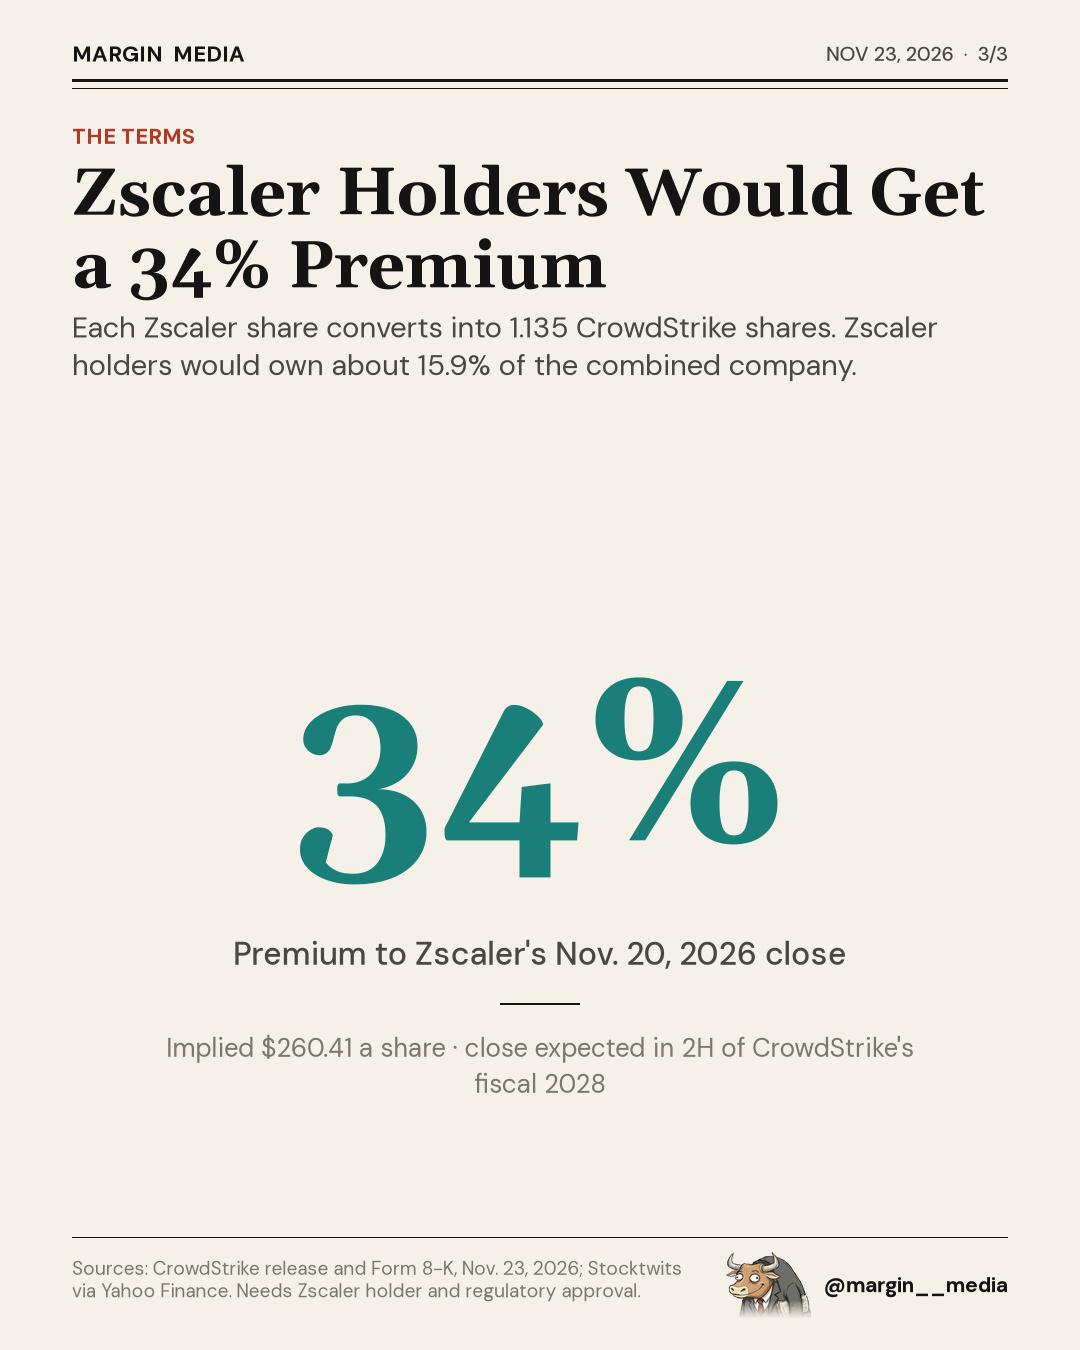 MARGIN MEDIA
NOV 23, 2026 · 3/3
THE TERMS
Zscaler Holders Would Get
a 34% Premium
Each Zscaler share converts into 1.135 CrowdStrike shares. Zscaler
holders would own about 15.9% of the combined company.
34%
Premium to Zscaler's Nov. 20, 2026 close
Implied $260.41 a share · close expected in 2H of CrowdStrike's
fiscal 2028
Sources: CrowdStrike release and Form 8-K, Nov. 23, 2026; Stocktwits
via Yahoo Finance. Needs Zscaler holder and regulatory approval.
@margin__media